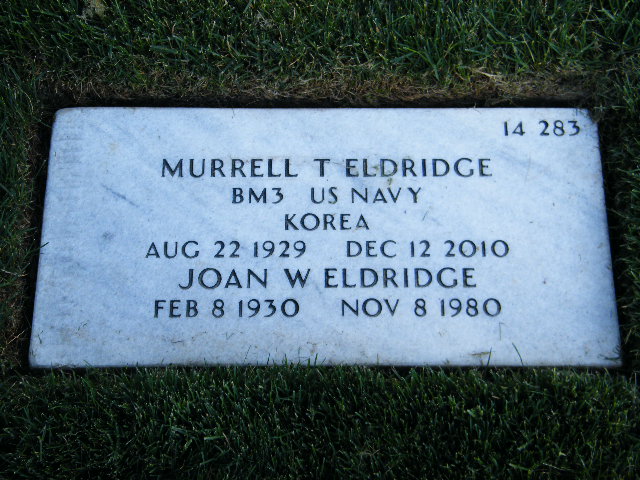 14 283
MURRELL T ELDRIDGE
BM3 US NAVY
KOREA
AUG 22 1929 DEC 12 2010
JOAN W ELDRIDGE
FEB 8 1930 NOV 8 1980